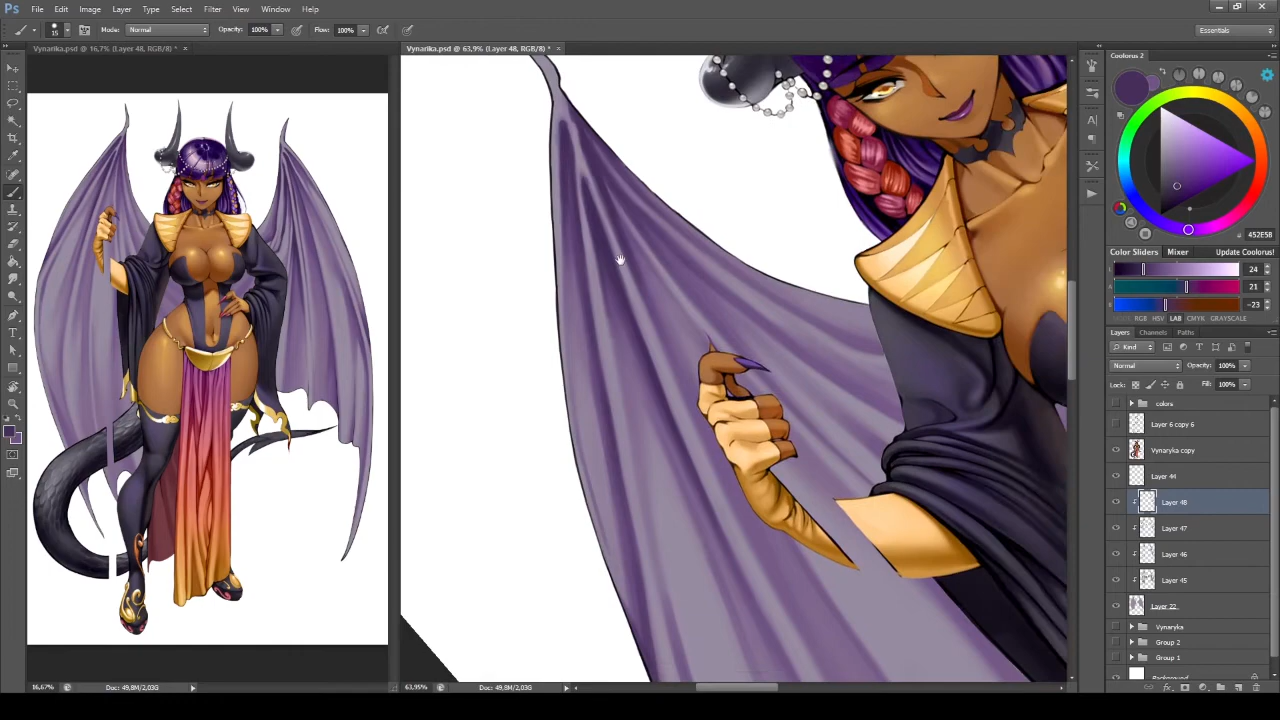 Ps File Edit Image Layer Type Select Filter View Window Help
15 Mode: Normal Opacity: 100% Flow: 100% Essentials
Vynarika.psd @ 16,7% (Layer 48, RGB/8) * × Vynarika.psd @ 63,9% (Layer 48, RGB/8) * ×
Coolorus 2
452E58
Color Sliders Mixer Update Coolorus!
L 24
A 21
B -23
RGB HSV LAB CMYK GRAYSCALE
Layers Channels Paths
Kind
Normal Opacity: 100%
Lock: Fill: 100%
colors
Layer 6 copy 6
Vynaryka copy
Layer 44
Layer 48
Layer 47
Layer 46
Layer 45
Layer 22
Vynaryka
Group 2
Group 1
Background
16,67% Doc: 49,8M/2,03G 63,95% Doc: 49,8M/2,03G